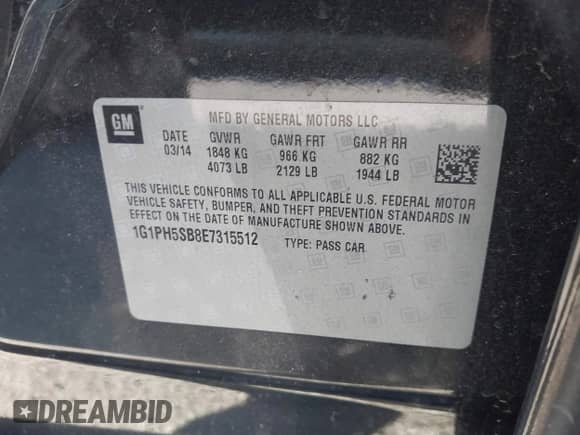 GM
MFD BY GENERAL MOTORS LLC
DATE GVWR GAWR FRT GAWR RR
03/14 1848 KG 966 KG 882 KG
4073 LB 2129 LB 1944 LB
THIS VEHICLE CONFORMS TO ALL APPLICABLE U.S. FEDERAL MOTOR
VEHICLE SAFETY, BUMPER, AND THEFT PREVENTION STANDARDS IN
EFFECT ON THE DATE OF MANUFACTURE SHOWN ABOVE.
1G1PH5SB8E7315512 TYPE: PASS CAR
DREAMBID